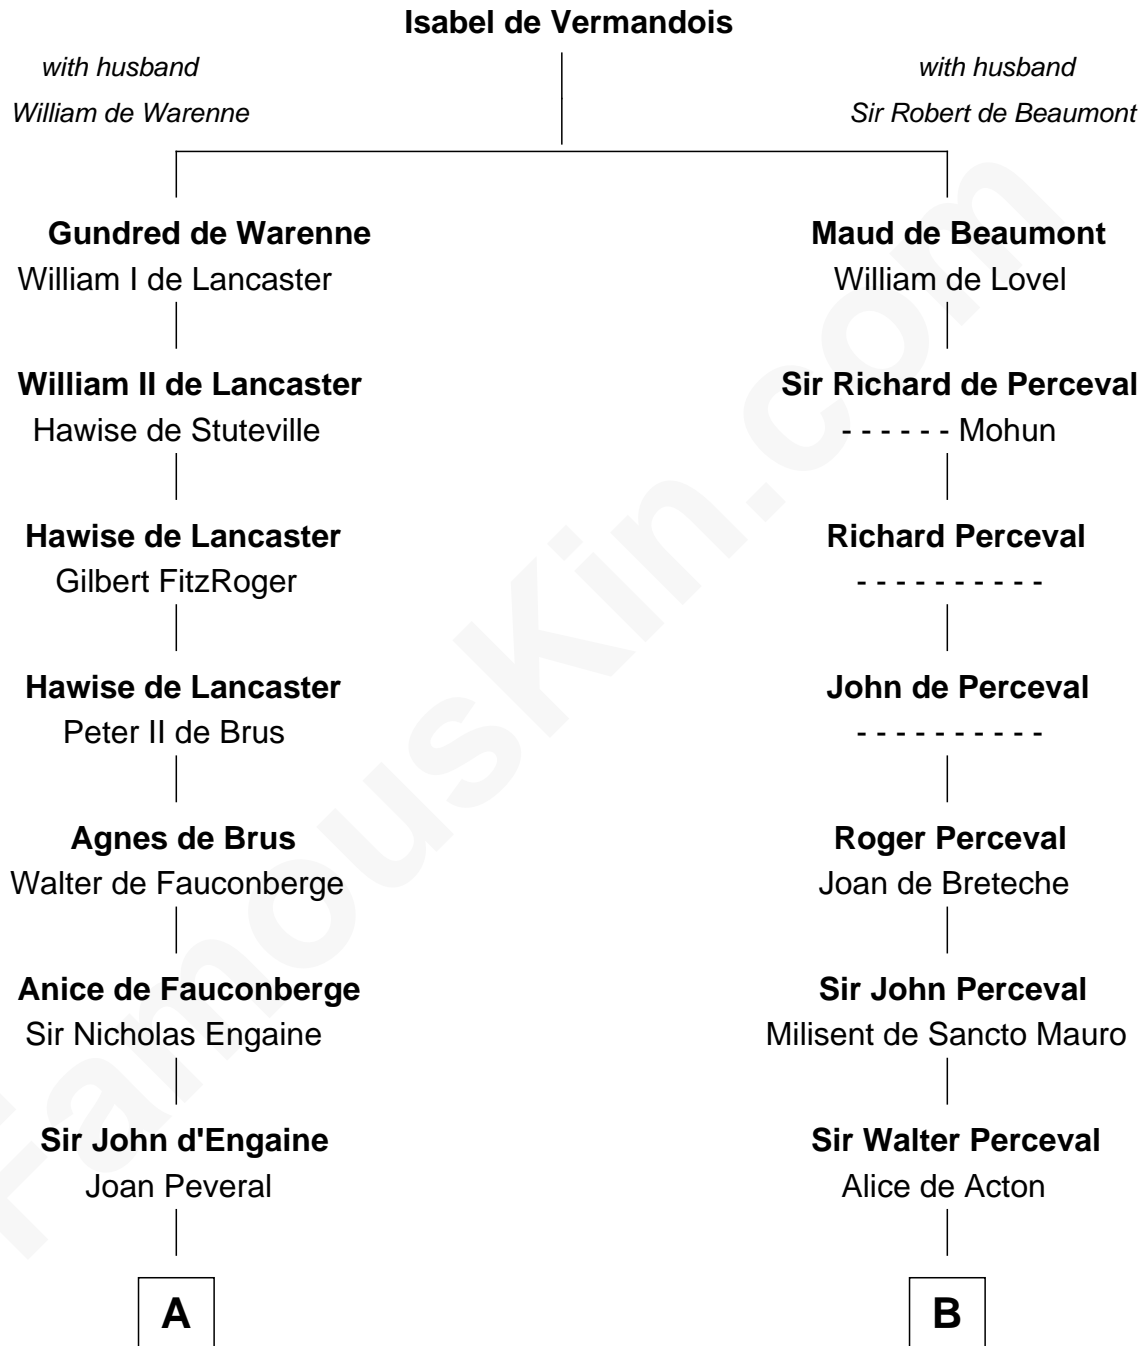 Isabel de Vermandois
with husband with husband
William de Warenne Sir Robert de Beaumont
Gundred de Warenne Maud de Beaumont
William I de Lancaster William de Lovel
William II de Lancaster Sir Richard de Perceval
Hawise de Stuteville - - - - - - Mohun
Hawise de Lancaster Richard Perceval
Gilbert FitzRoger - - - - - - - - - -
Hawise de Lancaster John de Perceval
Peter II de Brus - - - - - - - - - -
Agnes de Brus Roger Perceval
Walter de Fauconberge Joan de Breteche
Anice de Fauconberge Sir John Perceval
Sir Nicholas Engaine Milisent de Sancto Mauro
Sir John d'Engaine Sir Walter Perceval
Joan Peveral Alice de Acton
A B
FamousKin.com